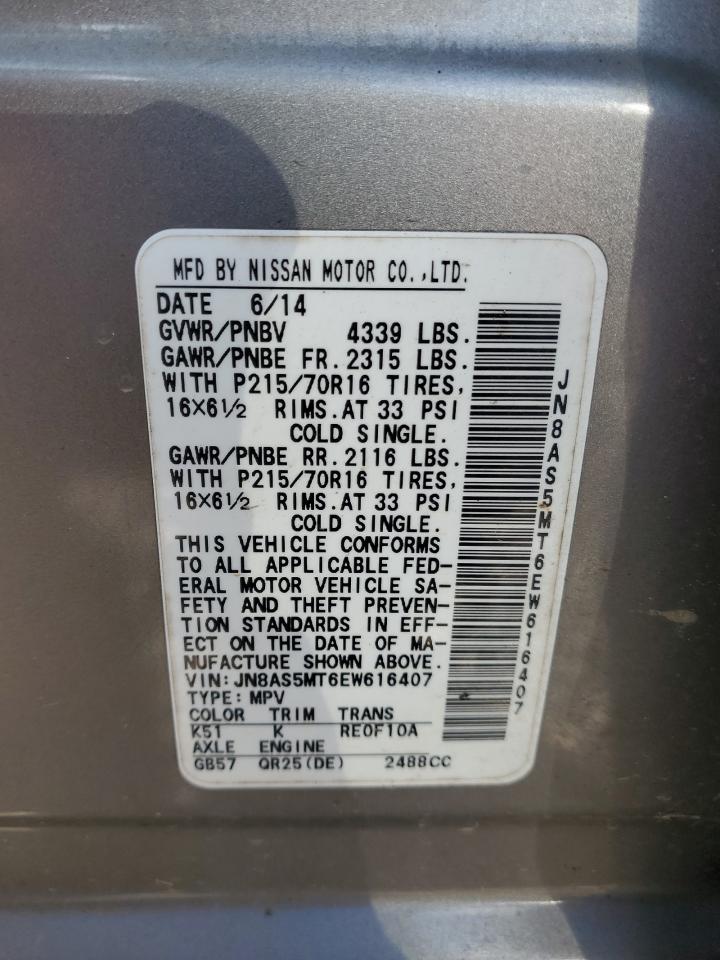 MFD BY NISSAN MOTOR CO.,LTD.
DATE 6/14
GVWR/PNBV 4339 LBS.
GAWR/PNBE FR. 2315 LBS.
WITH P215/70R16 TIRES,
16X6½ RIMS. AT 33 PSI
COLD SINGLE.
GAWR/PNBE RR. 2116 LBS.
WITH P215/70R16 TIRES,
16X6½ RIMS. AT 33 PSI
COLD SINGLE.
THIS VEHICLE CONFORMS
TO ALL APPLICABLE FED-
ERAL MOTOR VEHICLE SA-
FETY AND THEFT PREVEN-
TION STANDARDS IN EFF-
ECT ON THE DATE OF MA-
NUFACTURE SHOWN ABOVE.
VIN: JN8AS5MT6EW616407
TYPE: MPV
COLOR TRIM TRANS
K51 K RE0F10A
AXLE ENGINE
GB57 QR25(DE) 2488CC
JN8AS5MT6EW616407